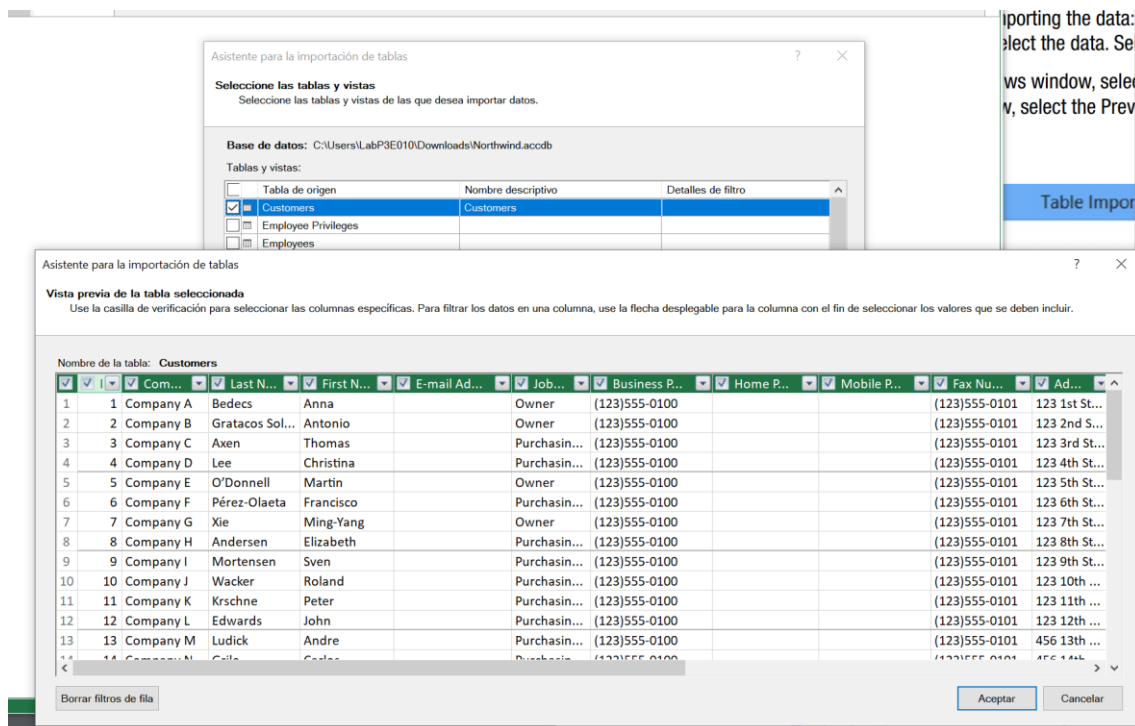 nporting the data:
elect the data. Sel
ws window, selec
w, select the Prev
Table Impor
Asistente para la importación de tablas
Seleccione las tablas y vistas
Seleccione las tablas y vistas de las que desea importar datos.
Base de datos: C:\Users\LabP3E010\Downloads\Northwind.accdb
Tablas y vistas:
Tabla de origen Nombre descriptivo Detalles de filtro
Customers Customers
Employee Privileges
Employees
Asistente para la importación de tablas
Vista previa de la tabla seleccionada
Use la casilla de verificación para seleccionar las columnas específicas. Para filtrar los datos en una columna, use la flecha desplegable para la columna con el fin de seleccionar los valores que se deben incluir.
Nombre de la tabla: Customers
Com... Last N... First N... E-mail Ad... Job... Business P... Home P... Mobile P... Fax Nu... Ad...
1 1 Company A Bedecs Anna Owner (123)555-0100 (123)555-0101 123 1st St...
2 2 Company B Gratacos Sol... Antonio Owner (123)555-0100 (123)555-0101 123 2nd S...
3 3 Company C Axen Thomas Purchasin... (123)555-0100 (123)555-0101 123 3rd St...
4 4 Company D Lee Christina Purchasin... (123)555-0100 (123)555-0101 123 4th St...
5 5 Company E O'Donnell Martin Owner (123)555-0100 (123)555-0101 123 5th St...
6 6 Company F Pérez-Olaeta Francisco Purchasin... (123)555-0100 (123)555-0101 123 6th St...
7 7 Company G Xie Ming-Yang Owner (123)555-0100 (123)555-0101 123 7th St...
8 8 Company H Andersen Elizabeth Purchasin... (123)555-0100 (123)555-0101 123 8th St...
9 9 Company I Mortensen Sven Purchasin... (123)555-0100 (123)555-0101 123 9th St...
10 10 Company J Wacker Roland Purchasin... (123)555-0100 (123)555-0101 123 10th ...
11 11 Company K Krschne Peter Purchasin... (123)555-0100 (123)555-0101 123 11th ...
12 12 Company L Edwards John Purchasin... (123)555-0100 (123)555-0101 123 12th ...
13 13 Company M Ludick Andre Purchasin... (123)555-0100 (123)555-0101 456 13th ...
Borrar filtros de fila Aceptar Cancelar